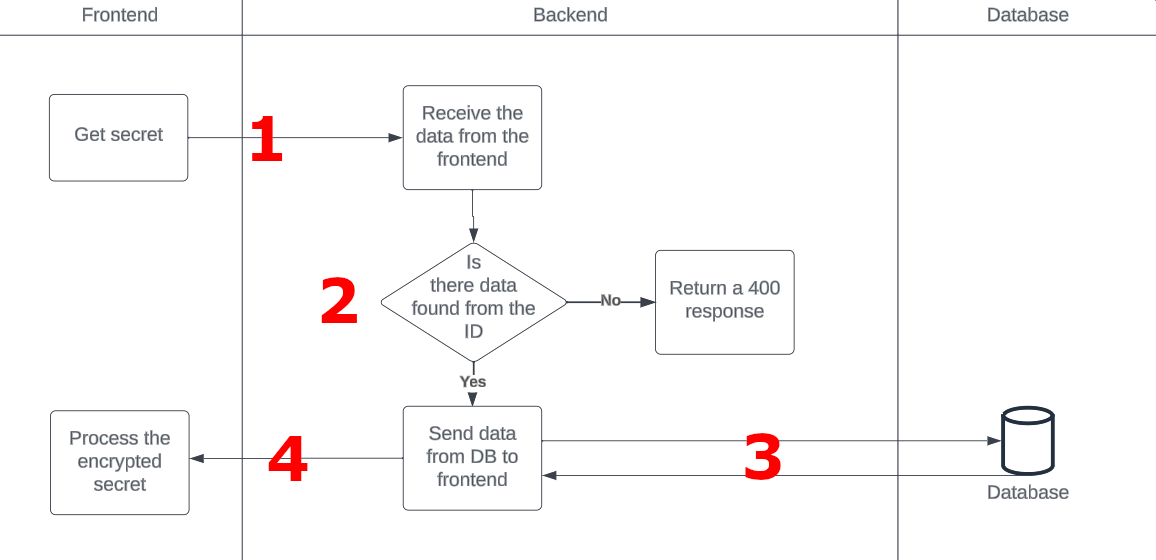 Frontend
Backend
Database
Get secret
1
Receive the
data from the
frontend
2
Is
there data
found from the
ID
No
Return a 400
response
Yes
Process the
encrypted
secret
4
Send data
from DB to
frontend
3
Database